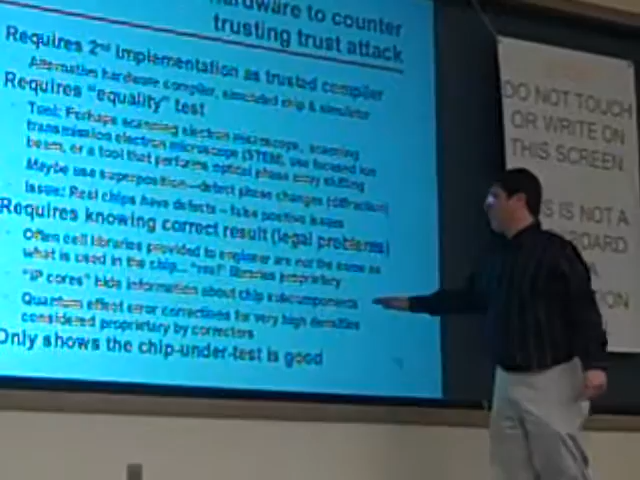 hardware to counter
trusting trust attack
Requires 2nd implementation as trusted compiler
Alternative hardware compiler, simulated chip & simulator
Requires "equality" test
Tool: Perhaps scanning electron microscope, scanning
transmission electron microscope (STEM), use focused ion
beam, or a tool that performs optical phase array shifting
Maybe use superposition—detect phase changes (diffraction)
Issue: Real chips have defects – false positive issues
Requires knowing correct result (legal problems)
Often cell libraries provided to engineer are not the same as
what is used in the chip… "real" libraries proprietary
"IP cores" hide information about chip subcomponents
Quantum effect error corrections for very high densities
considered proprietary by correctors
Only shows the chip-under-test is good
DO NOT TOUCH
OR WRITE ON
THIS SCREEN
IS IS NOT A
BOARD
A
ION